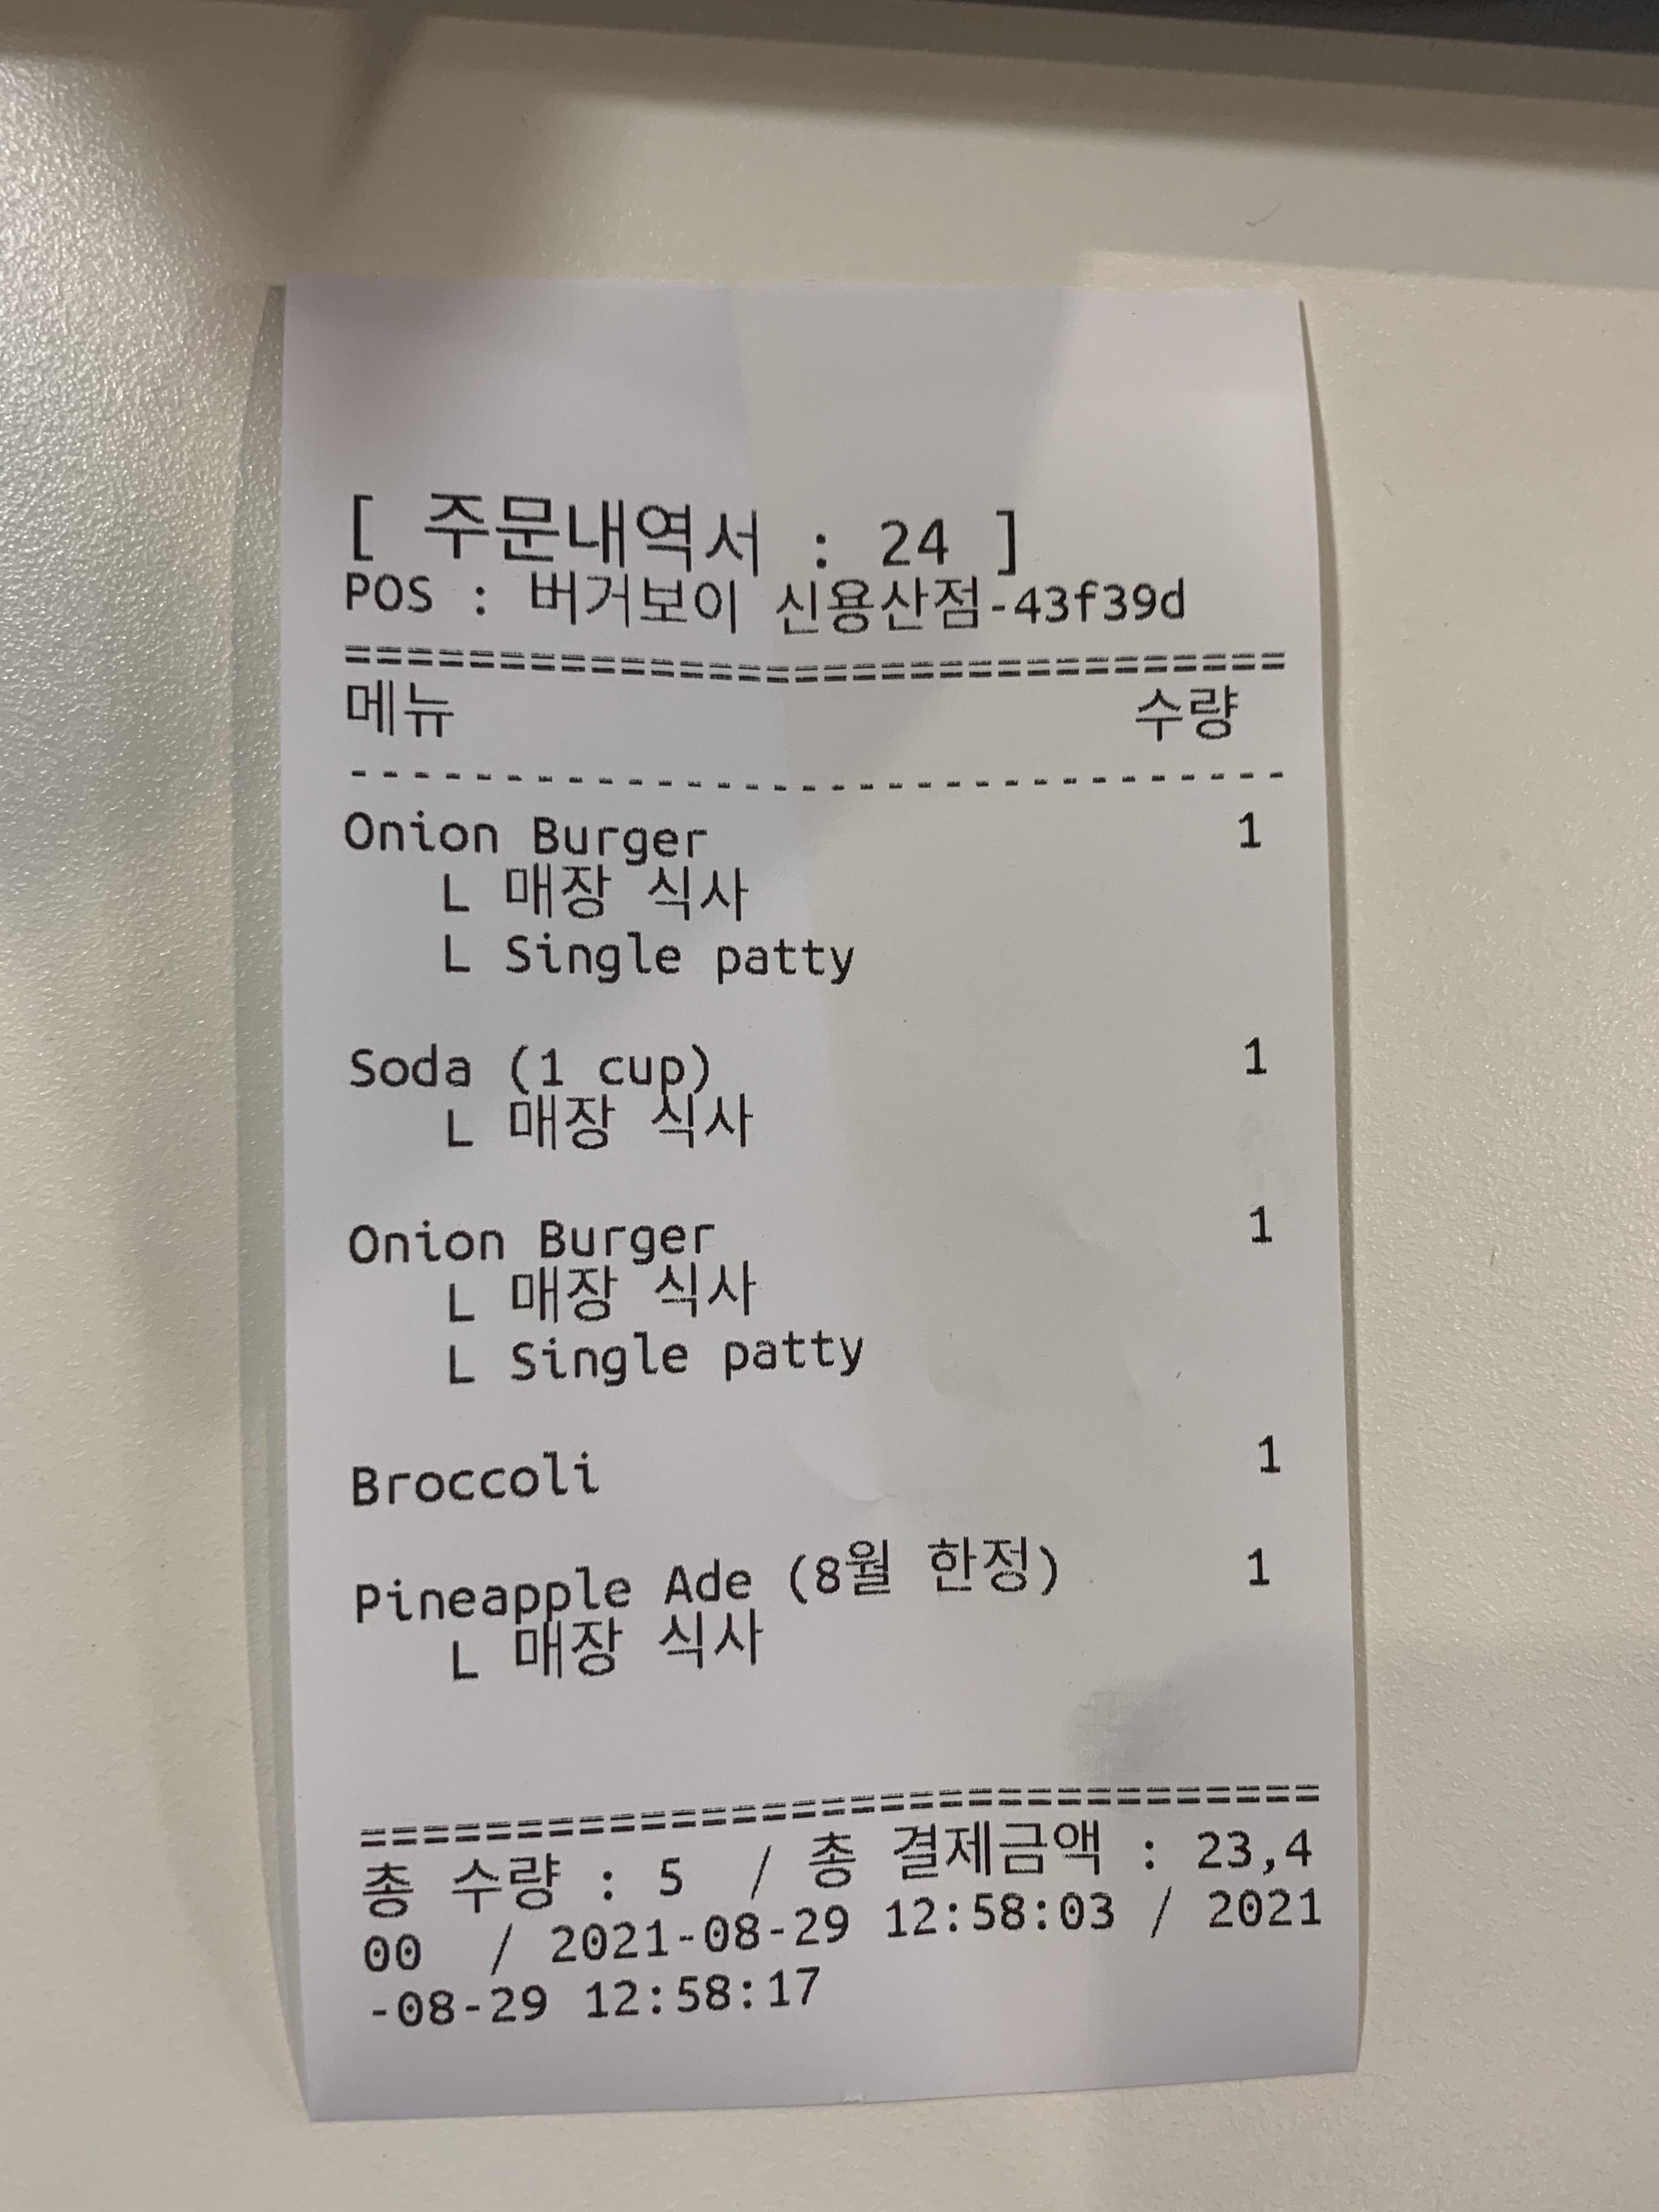 [ 주문내역서 : 24 ]
POS : 버거보이 신용산점-43f39d
================================
메뉴 수량
--------------------------------
Onion Burger 1
L 매장 식사
L Single patty
Soda (1 cup) 1
L 매장 식사
Onion Burger 1
L 매장 식사
L Single patty
Broccoli 1
Pineapple Ade (8월 한정) 1
L 매장 식사
================================
총 수량 : 5 / 총 결제금액 : 23,4
00 / 2021-08-29 12:58:03 / 2021
-08-29 12:58:17